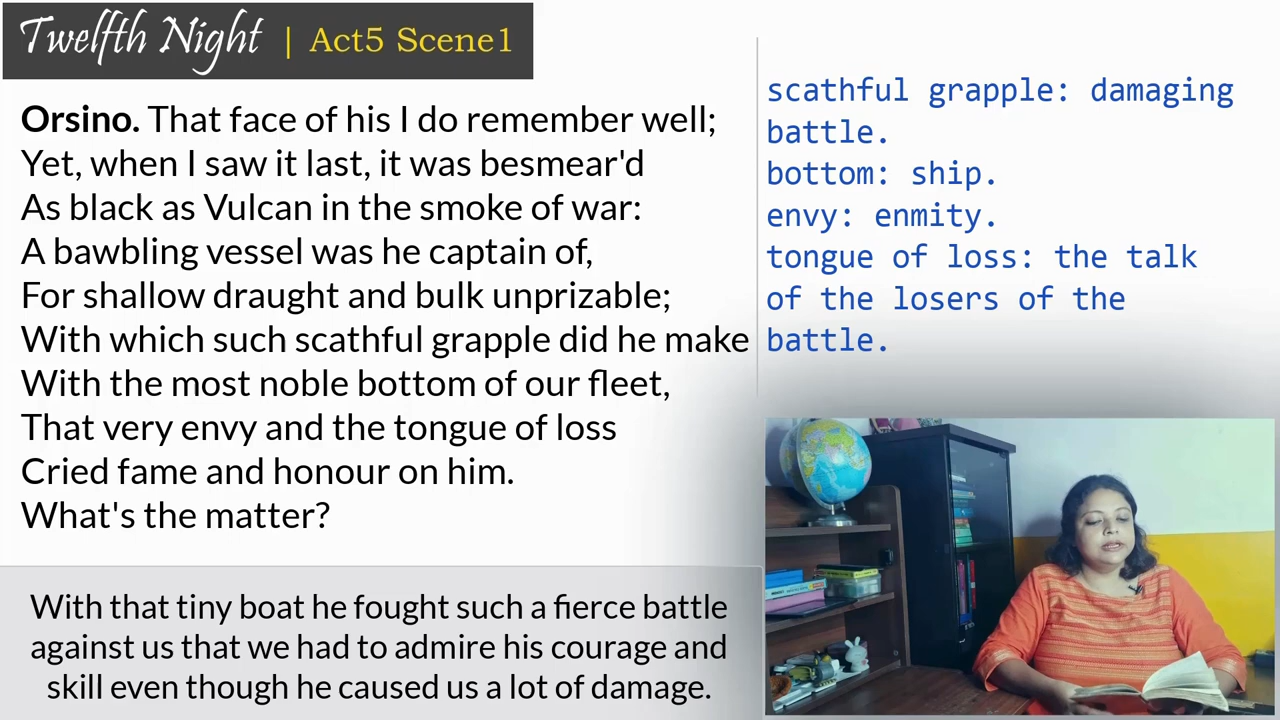 Twelfth Night | Act5 Scene1
Orsino. That face of his I do remember well;
Yet, when I saw it last, it was besmear'd
As black as Vulcan in the smoke of war:
A bawbling vessel was he captain of,
For shallow draught and bulk unprizable;
With which such scathful grapple did he make
With the most noble bottom of our fleet,
That very envy and the tongue of loss
Cried fame and honour on him.
What's the matter?
scathful grapple: damaging
battle.
bottom: ship.
envy: enmity.
tongue of loss: the talk
of the losers of the
battle.
With that tiny boat he fought such a fierce battle
against us that we had to admire his courage and
skill even though he caused us a lot of damage.